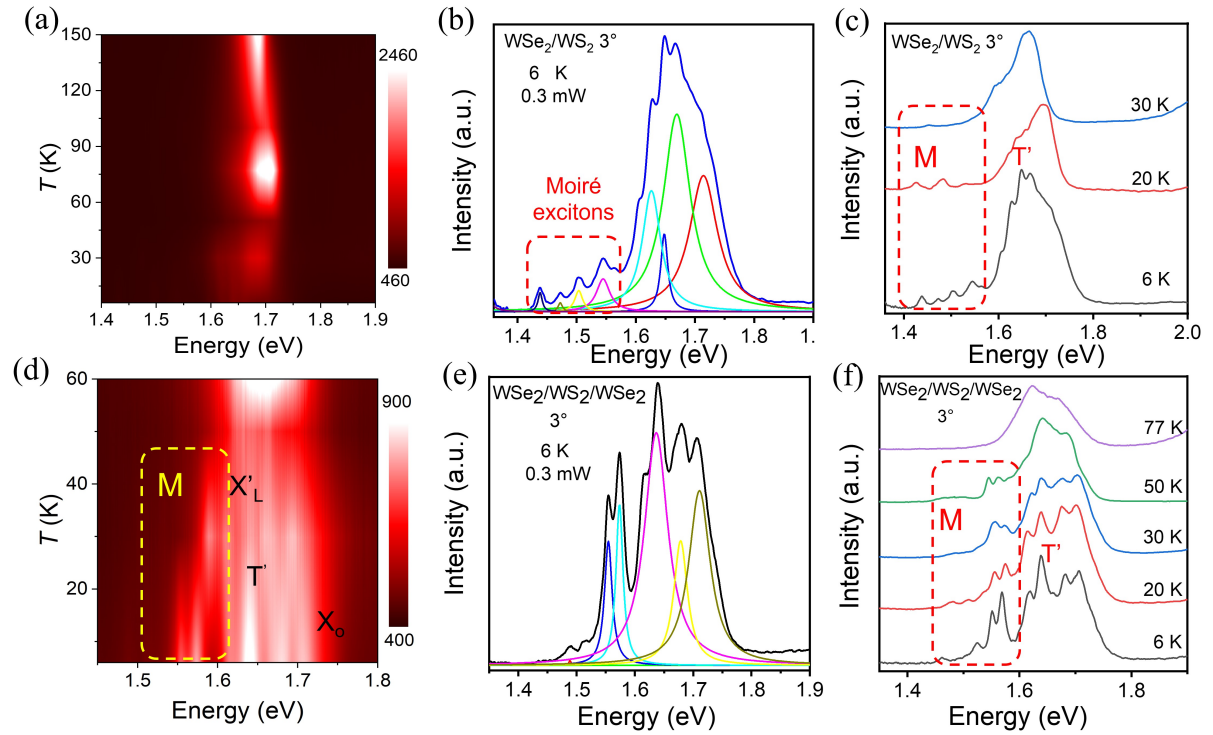 (a)
150
120
90
60
30
T (K)
1.4 1.5 1.6 1.7 1.8 1.9
Energy (eV)
2460
460
(b)
WSe₂/WS₂ 3°
6 K
0.3 mW
Moiré
excitons
Intensity (a.u.)
1.4 1.5 1.6 1.7 1.8 1.
Energy (eV)
(c)
WSe₂/WS₂ 3°
30 K
M
T'
20 K
6 K
Intensity (a.u.)
1.4 1.6 1.8 2.0
Energy (eV)
(d)
60
40
20
T (K)
M
X'L
T'
Xo
1.5 1.6 1.7 1.8
Energy (eV)
900
400
(e)
WSe₂/WS₂/WSe₂
3°
6 K
0.3 mW
Intensity (a.u.)
1.4 1.5 1.6 1.7 1.8 1.9
Energy (eV)
(f)
WSe₂/WS₂/WSe₂
3°
77 K
50 K
M
30 K
T'
20 K
6 K
Intensity (a.u.)
1.4 1.6 1.8
Energy (eV)